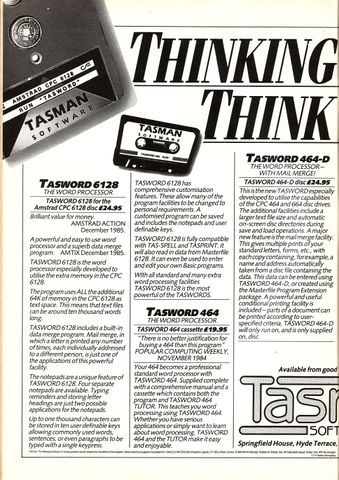 THINKING
THINK
AMSTRAD CPC 6128
RUN "TASWORD"
TASMAN
SOFTWARE
TASMAN
SOFTWARE
TASWORD 6128
THE WORD PROCESSOR
TASWORD 6128 for the
Amstrad CPC 6128 disc £24.95
Brilliant value for money.
AMSTRAD ACTION
December 1985.
A powerful and easy to use word
processor and a superb data merge
program AMTIX December 1985.
TASWORD 6128 is the word
processor especially developed to
utilise the extra memory in the CPC
6128.
The program uses ALL the additional
64K of memory in the CPC 6128 as
text space. This means that text files
can be around ten thousand words
long.
TASWORD 6128 includes a built-in
data merge program. Mail merge, in
which a letter is printed any number
of times, each individually addressed
to a different person, is just one of
the applications of this powerful
facility.
The notepads are a unique feature of
TASWORD 6128. Four separate
notepads are available. Typing
reminders and storing letter
headings are just two possible
applications for the notepads.
Up to one thousand characters can
be stored in ten user definable keys
allowing commonly used words,
sentences, or even paragraphs to be
typed with a single keypress.
TASWORD 6128 has
comprehensive customisation
features. These allow many of the
program facilities to be changed to
personal requirements. A
customised program can be saved
and includes the notepads and user
definable keys.
TASWORD 6128 is fully compatible
with TAS-SPELL and TASPRINT. It
will also read in data from Masterfile
6128. It can even be used to enter
and edit your own Basic programs.
With all standard and many extra
word processing facilities
TASWORD 6128 is the most
powerful of the TASWORDS.
TASWORD 464
THE WORD PROCESSOR
TASWORD 464 cassette £19.95
"There is no better justification for
buying a 464 than this program"
POPULAR COMPUTING WEEKLY,
NOVEMBER 1984
Your 464 becomes a professional
standard word processor with
TASWORD 464. Supplied complete
with a comprehensive manual and a
cassette which contains both the
program and TASWORD 464
TUTOR. This teaches you word
processing using TASWORD 464.
Whether you have serious
applications or simply want to learn
about word processing, TASWORD
464 and the TUTOR make it easy
and enjoyable.
TASWORD 464-D
THE WORD PROCESSOR–
WITH MAIL MERGE!
TASWORD 464-D disc £24.95
This is the new TASWORD especially
developed to utilise the capabilities
of the CPC 464 and 664 disc drives.
The additional facilities include a
larger text file size and automatic
on-screen disc directories during
save and load operations. A major
new feature is the mail merge facility.
This gives multiple prints of your
standard letters, forms, etc., with
each copy containing, for example, a
name and address automatically
taken from a disc file containing the
data. This data can be entered using
TASWORD 464-D, or created using
the Masterfile Program Extension
package. A powerful and useful
conditional printing facility is
included – parts of a document can
be printed according to user-
specified criteria. TASWORD 464-D
will only run on, and is only supplied
on, disc.
Available from good
Tas
SOF
Springfield House, Hyde Terrace,